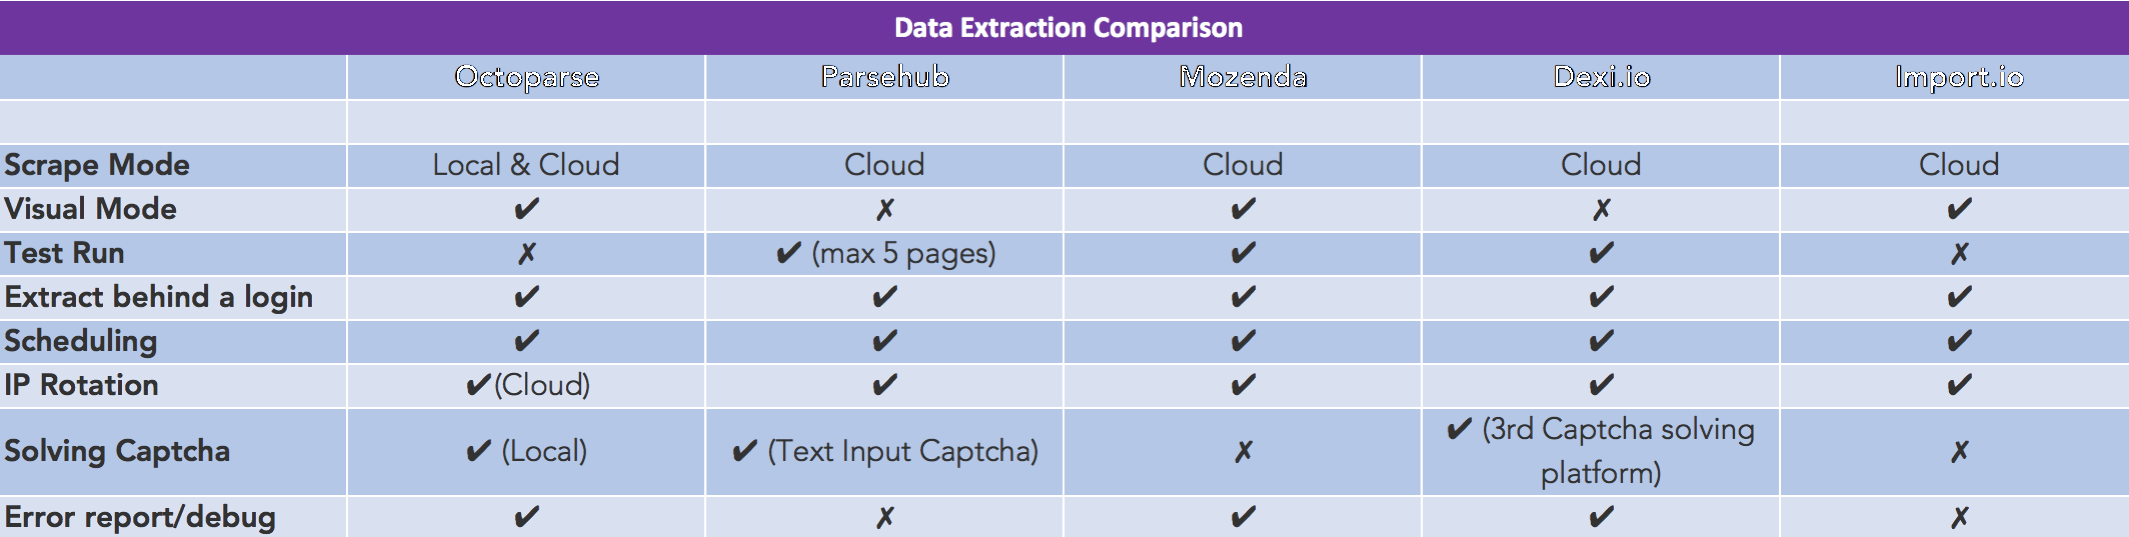 Data Extraction Comparison
Octoparse Parsehub Mozenda Dexi.io Import.io
Scrape Mode Local & Cloud Cloud Cloud Cloud Cloud
Visual Mode ✔ ✗ ✔ ✗ ✔
Test Run ✗ ✔ (max 5 pages) ✔ ✔ ✗
Extract behind a login ✔ ✔ ✔ ✔ ✔
Scheduling ✔ ✔ ✔ ✔ ✔
IP Rotation ✔(Cloud) ✔ ✔ ✔ ✔
Solving Captcha ✔ (Local) ✔ (Text Input Captcha) ✗ ✔ (3rd Captcha solving
platform) ✗
Error report/debug ✔ ✗ ✔ ✔ ✗